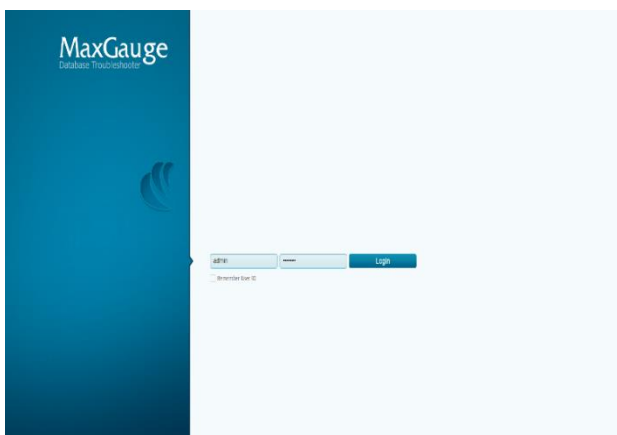 MaxGauge
Database Troubleshooter
admin
Login
Remember User ID